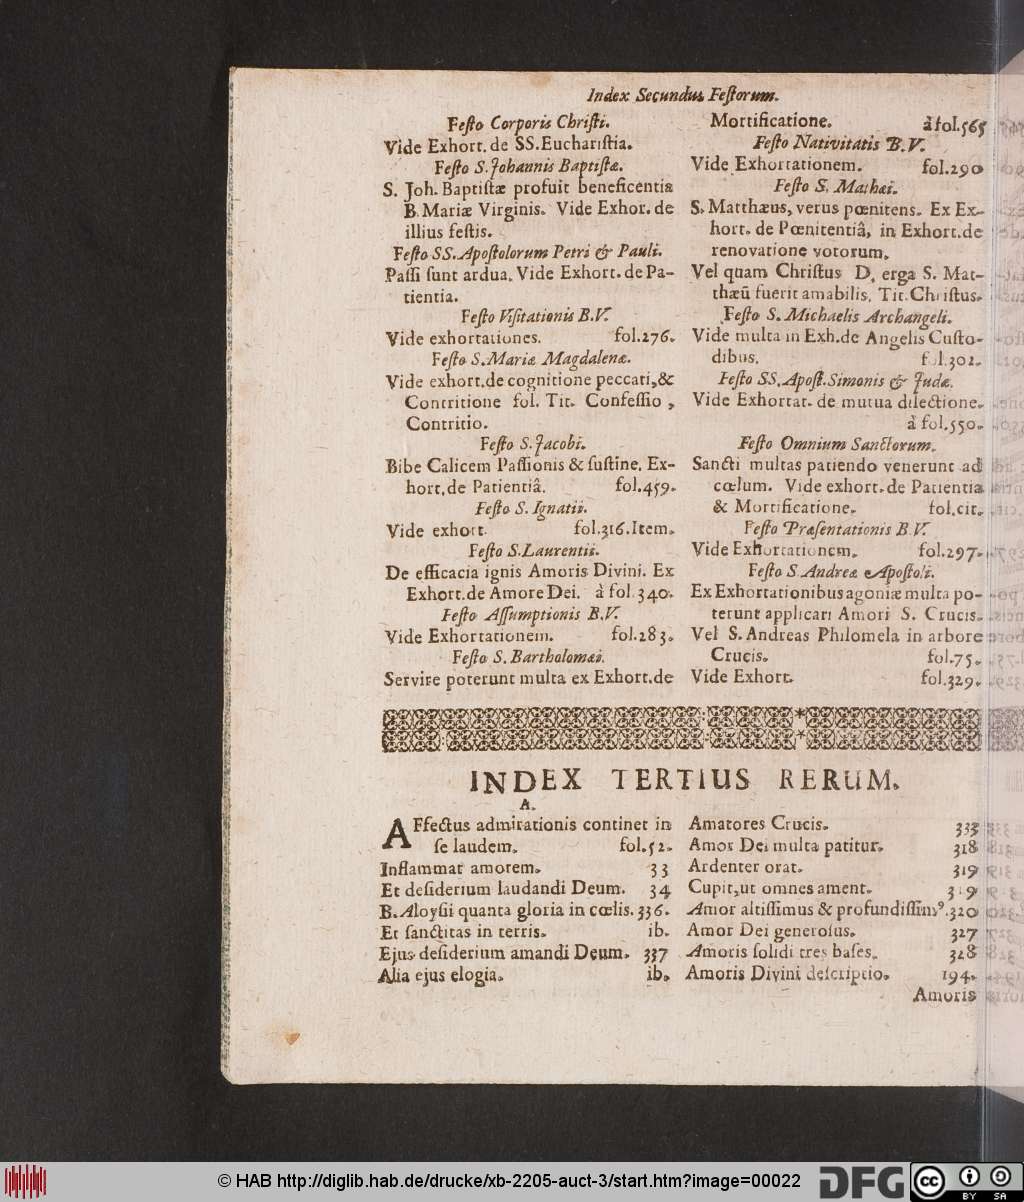 Index Secundus Festorum.
Festo Corporis Christi.
Vide Exhort. de SS. Eucharistia.
Festo S. Johannis Baptistæ.
S. Joh. Baptistæ profuit beneficentia
B. Mariæ Virginis. Vide Exhor. de
illius festis.
Festo SS. Apostolorum Petri & Pauli.
Passi sunt ardua. Vide Exhort. de Pa-
tientia.
Festo Visitationis B.V.
Vide exhortationes. fol. 276.
Festo S. Mariæ Magdalenæ.
Vide exhort. de cognitione peccati, &
Contritione fol. Tit. Confessio,
Contritio.
Festo S. Jacobi.
Bibe Calicem Passionis & sustine. Ex-
hort. de Patientiâ. fol. 459.
Festo S. Ignatii.
Vide exhort. fol. 316. Item.
Festo S. Laurentii.
De efficacia ignis Amoris Divini. Ex
Exhort. de Amore Dei. à fol. 340.
Festo Assumptionis B.V.
Vide Exhortationem. fol. 283.
Festo S. Bartholomæi.
Servire poterunt multa ex Exhort. de
Mortificatione. à fol. 565
Festo Nativitatis B.V.
Vide Exhortationem. fol. 290
Festo S. Mathæi.
S. Matthæus, verus pœnitens. Ex Ex-
hort. de Pœnitentiâ, in Exhort. de
renovatione votorum.
Vel quam Christus D. erga S. Mat-
thæū fuerit amabilis. Tit. Christus.
Festo S. Michaelis Archangeli.
Vide multa in Exh. de Angelis Custo-
dibus. fol. 302.
Festo SS. Apost. Simonis & Judæ.
Vide Exhortat. de mutua dilectione.
à fol. 550.
Festo Omnium Sanctorum.
Sancti multas patiendo venerunt ad
cœlum. Vide exhort. de Patientia
& Mortificatione. fol. cit.
Festo Præsentationis B.V.
Vide Exhortationem. fol. 297.
Festo S. Andreæ Apostoli.
Ex Exhortationibus agoniæ multa po-
terunt applicari Amori S. Crucis.
Vel S. Andreas Philomela in arbore
Crucis. fol. 75.
Vide Exhort. fol. 329.
INDEX TERTIUS RERUM.
A.
AFfectus admirationis continet in
se laudem. fol. 52.
Inflammat amorem. 33
Et desiderium laudandi Deum. 34
B. Aloysii quanta gloria in cœlis. 336.
Et sanctitas in terris. ib.
Ejus desiderium amandi Deum. 337
Alia ejus elogia. ib.
Amatores Crucis. 333
Amor Dei multa patitur. 318
Ardenter orat. 319
Cupit, ut omnes ament. 319
Amor altissimus & profundissimꝰ. 320
Amor Dei generosus. 327
Amoris solidi tres bases. 328
Amoris Divini descriptio. 194.
Amoris
© HAB http://diglib.hab.de/drucke/xb-2205-auct-3/start.htm?image=00022
DFG
cc
BY SA